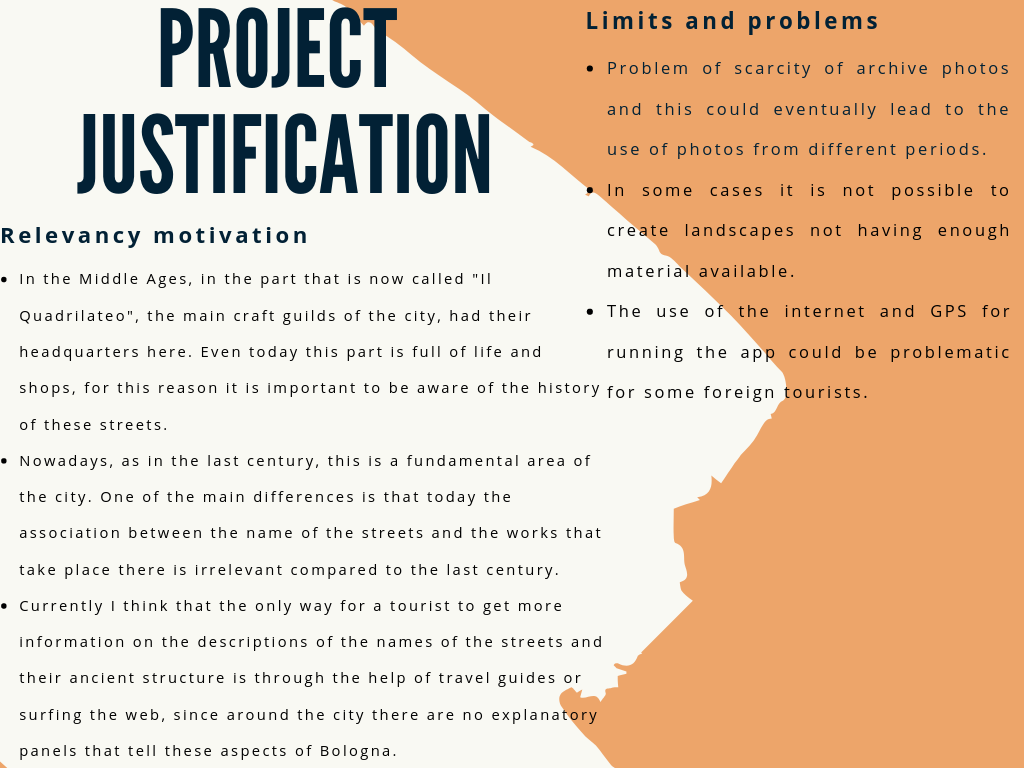 PROJECT
JUSTIFICATION
Relevancy motivation
• In the Middle Ages, in the part that is now called "Il
Quadrilateo", the main craft guilds of the city, had their
headquarters here. Even today this part is full of life and
shops, for this reason it is important to be aware of the history
of these streets.
• Nowadays, as in the last century, this is a fundamental area of
the city. One of the main differences is that today the
association between the name of the streets and the works that
take place there is irrelevant compared to the last century.
• Currently I think that the only way for a tourist to get more
information on the descriptions of the names of the streets and
their ancient structure is through the help of travel guides or
surfing the web, since around the city there are no explanatory
panels that tell these aspects of Bologna.
Limits and problems
• Problem of scarcity of archive photos
and this could eventually lead to the
use of photos from different periods.
• In some cases it is not possible to
create landscapes not having enough
material available.
• The use of the internet and GPS for
running the app could be problematic
for some foreign tourists.